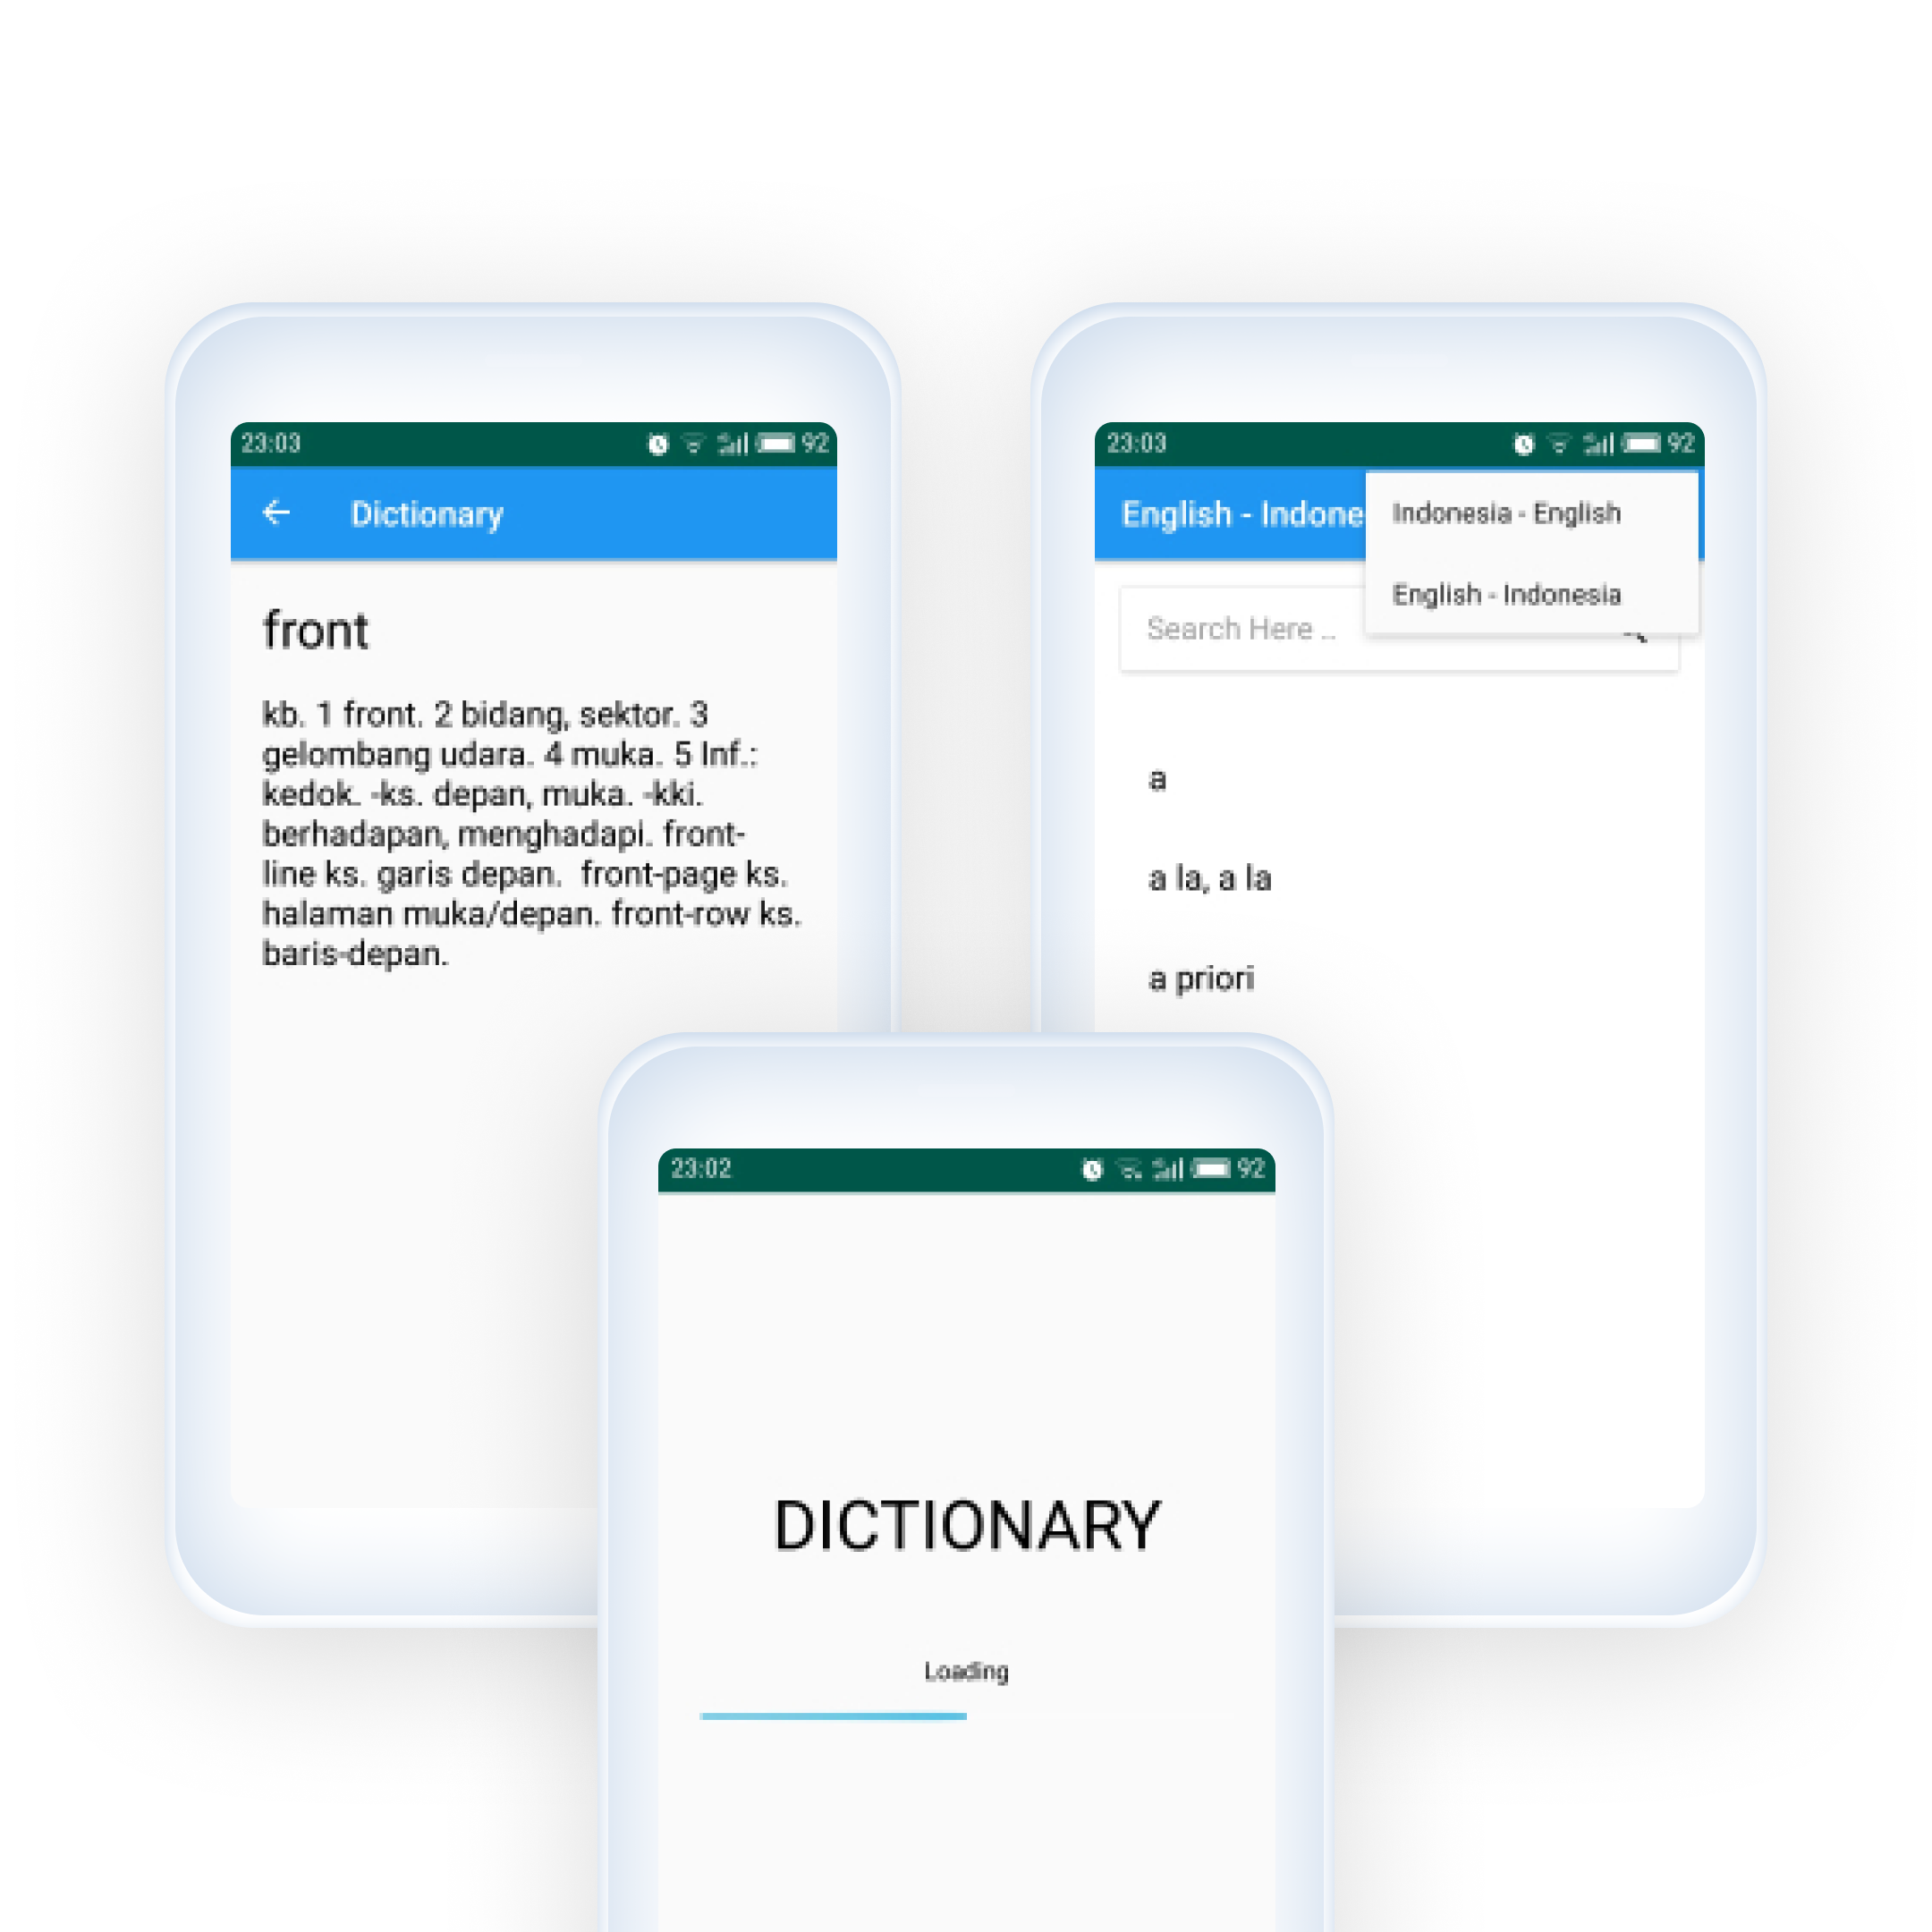 23:03
92
Dictionary
front
kb. 1 front. 2 bidang, sektor. 3
gelombang udara. 4 muka. 5 Inf.:
kedok. -ks. depan, muka. -kki.
berhadapan, menghadapi. front-
line ks. garis depan.  front-page ks.
halaman muka/depan. front-row ks.
baris-depan.
23:03
92
English - Indone
Indonesia - English
English - Indonesia
Search Here ...
a
a la, a la
a priori
23:02
92
DICTIONARY
Loading